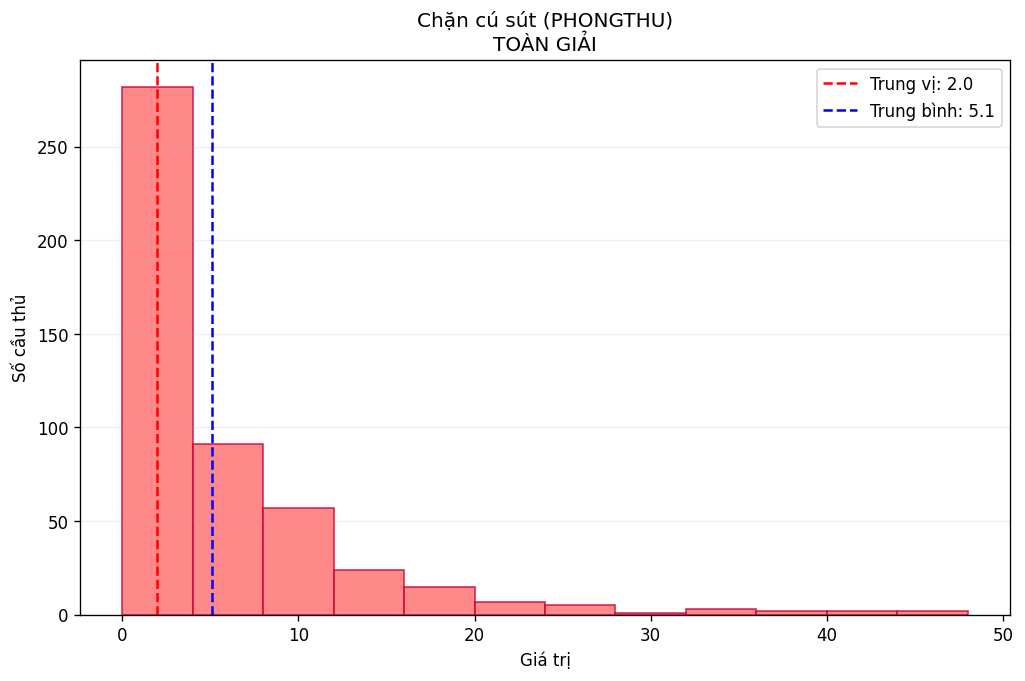 Chặn cú sút (PHONGTHU)
TOÀN GIẢI
Trung vị: 2.0
Trung bình: 5.1
Số cầu thủ
250
200
150
100
50
0
0 10 20 30 40 50
Giá trị